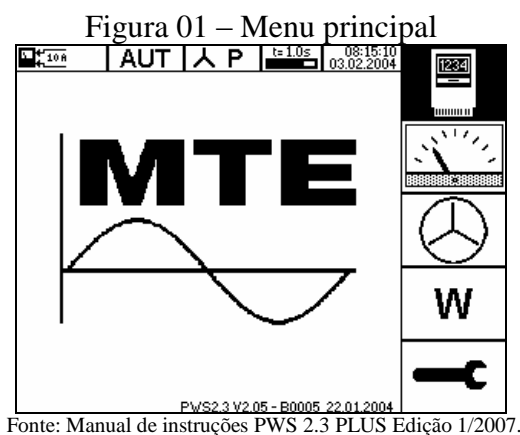 Figura 01 – Menu principal
10A AUT P t=1.0s 08:15:10
03.02.2004
1234
MTE
W
PWS2.3 V2.05 - B0005 22.01.2004
Fonte: Manual de instruções PWS 2.3 PLUS Edição 1/2007.